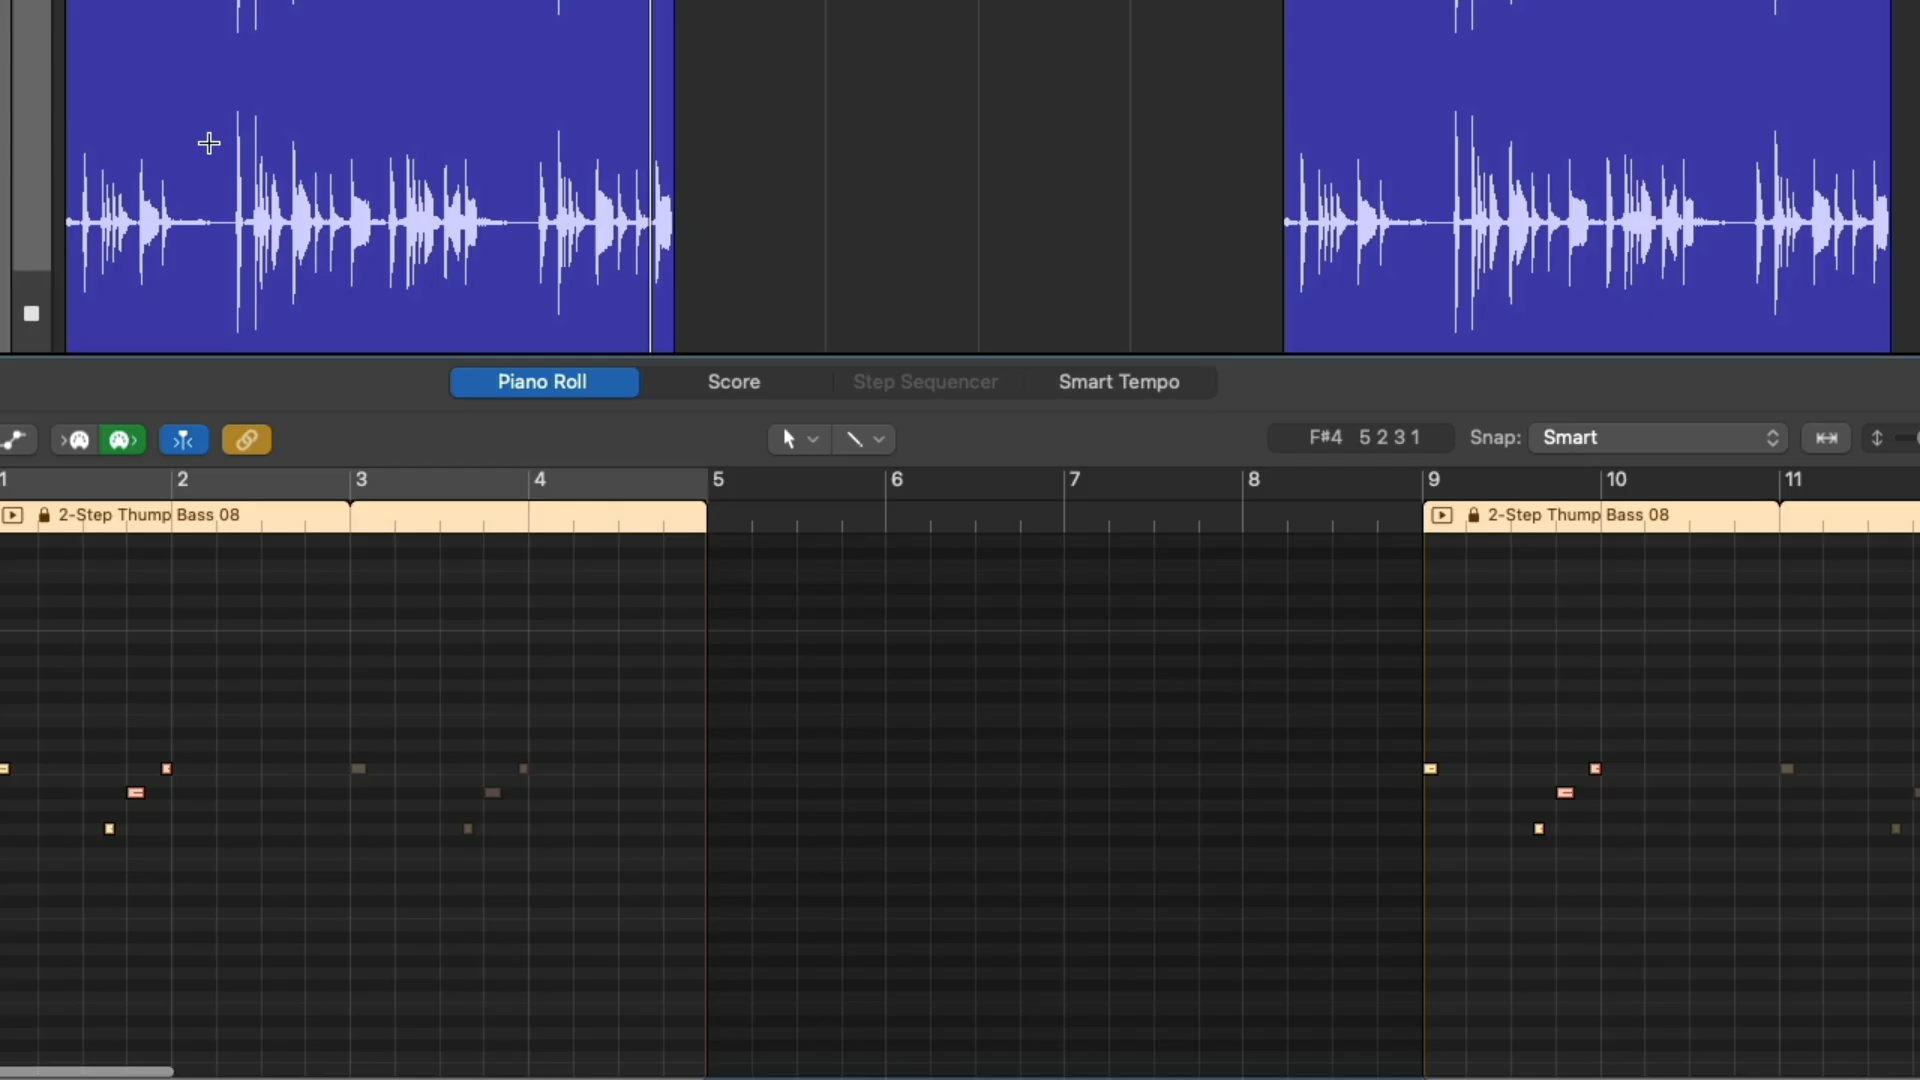 Piano Roll Score Step Sequencer Smart Tempo
F#4 5 2 3 1 Snap: Smart
1 2 3 4 5 6 7 8 9 10 11
2-Step Thump Bass 08 2-Step Thump Bass 08